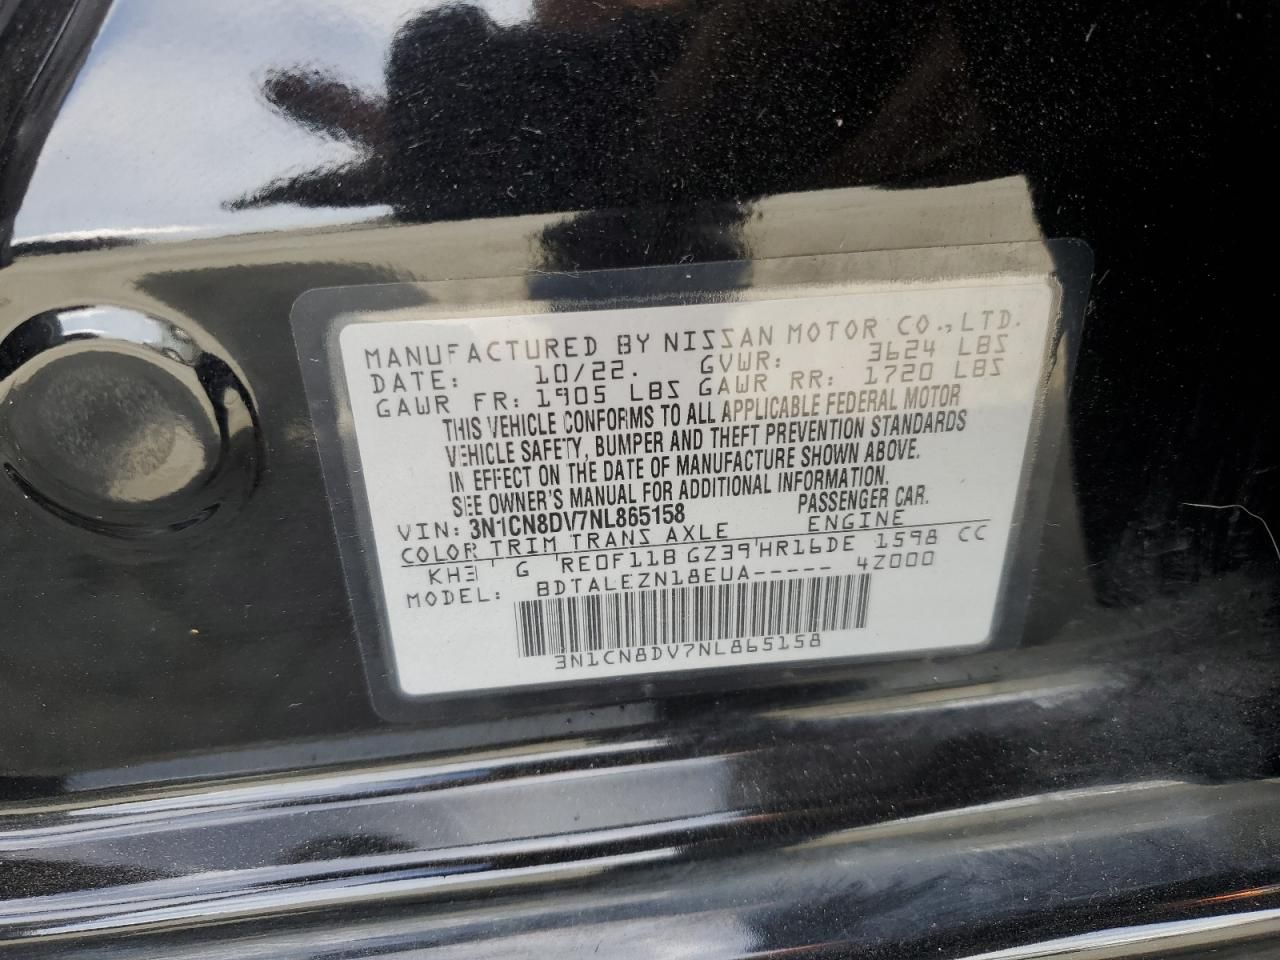 MANUFACTURED BY NISSAN MOTOR CO.,LTD.
DATE: 10/22. GVWR: 3624 LBS
GAWR FR: 1905 LBS GAWR RR: 1720 LBS
THIS VEHICLE CONFORMS TO ALL APPLICABLE FEDERAL MOTOR
VEHICLE SAFETY, BUMPER AND THEFT PREVENTION STANDARDS
IN EFFECT ON THE DATE OF MANUFACTURE SHOWN ABOVE.
SEE OWNER'S MANUAL FOR ADDITIONAL INFORMATION.
VIN: 3N1CN8DV7NL865158 PASSENGER CAR.
COLOR TRIM TRANS AXLE ENGINE
KH3 G RE0F11B GZ39 HR16DE 1598 CC
MODEL: BDTALEZN18EUA----- 4Z000
3N1CN8DV7NL865158